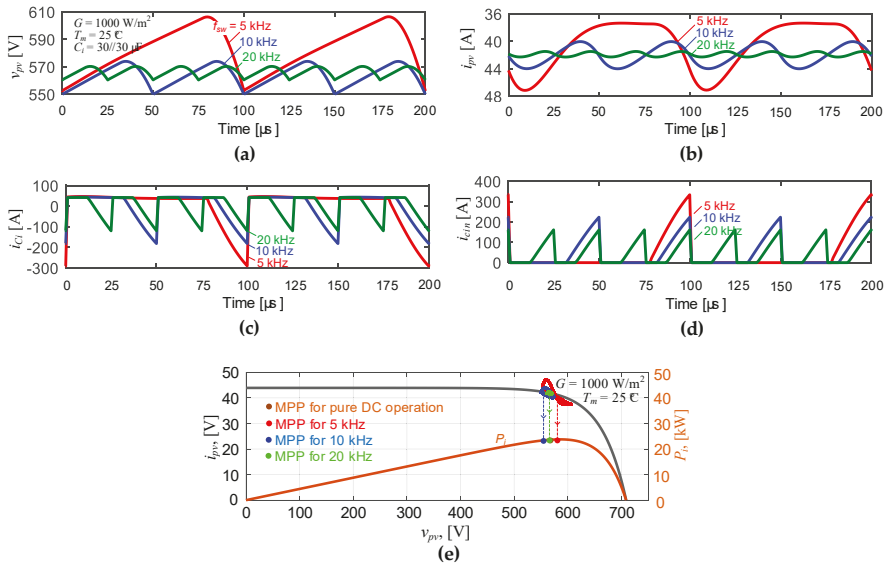 G = 1000 W/m²
T_m = 25 °C
C_i = 30//30 µF
f_sw = 5 kHz
10 kHz
20 kHz
610
590
570
550
v_pv [V]
0 25 50 75 100 125 150 175 200
Time [µs]
(a)
36
40
44
48
i_pv [A]
5 kHz
10 kHz
20 kHz
0 25 50 75 100 125 150 175 200
Time [µs]
(b)
100
0
-100
-200
-300
i_Ci [A]
20 kHz
10 kHz
5 kHz
0 25 50 75 100 125 150 175 200
Time [µs]
(c)
400
300
200
100
0
i_cin [A]
5 kHz
10 kHz
20 kHz
0 25 50 75 100 125 150 175 200
Time [µs]
(d)
50
40
30
20
10
0
i_pv, [V]
G = 1000 W/m²
T_m = 25 °C
MPP for pure DC operation
MPP for 5 kHz
MPP for 10 kHz
MPP for 20 kHz
P_i
50
40
30
20
10
0
P_i, [kW]
0 100 200 300 400 500 600 700
v_pv, [V]
(e)